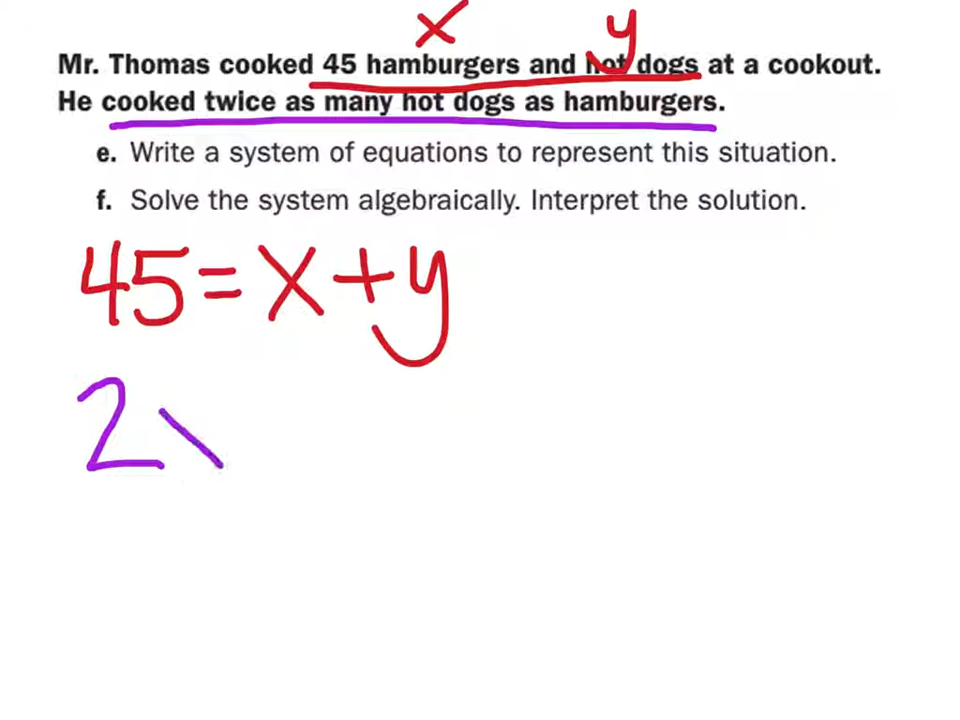 x y
Mr. Thomas cooked 45 hamburgers and hot dogs at a cookout.
He cooked twice as many hot dogs as hamburgers.
e. Write a system of equations to represent this situation.
f. Solve the system algebraically. Interpret the solution.
45=x+y
2